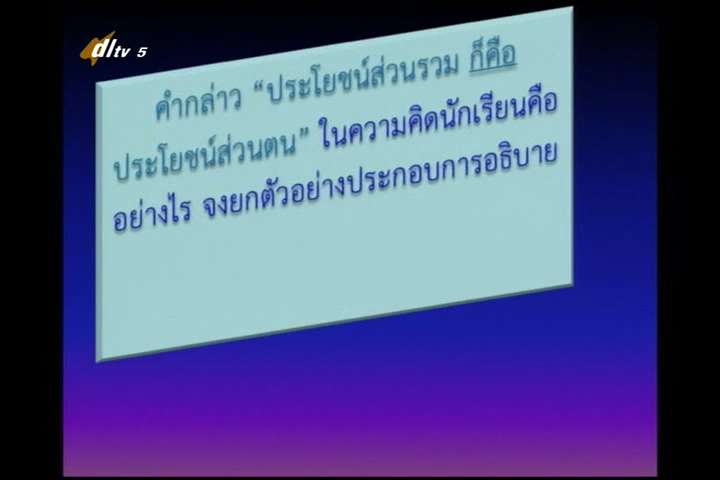 dltv 5
คำกล่าว “ประโยชน์ส่วนรวม ก็คือ
ประโยชน์ส่วนตน” ในความคิดนักเรียนคือ
อย่างไร จงยกตัวอย่างประกอบการอธิบาย